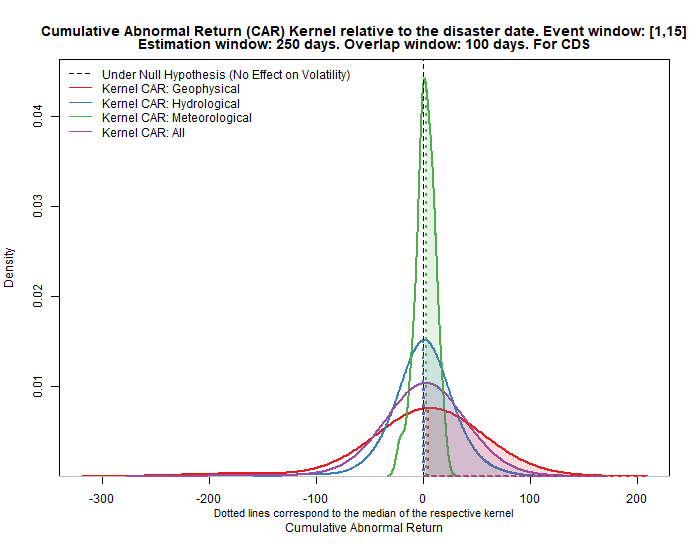 Cumulative Abnormal Return (CAR) Kernel relative to the disaster date. Event window: [1,15]
Estimation window: 250 days. Overlap window: 100 days. For CDS
Under Null Hypothesis (No Effect on Volatility)
Kernel CAR: Geophysical
Kernel CAR: Hydrological
Kernel CAR: Meteorological
Kernel CAR: All
Density
0.04
0.03
0.02
0.01
-300 -200 -100 0 100 200
Dotted lines correspond to the median of the respective kernel
Cumulative Abnormal Return